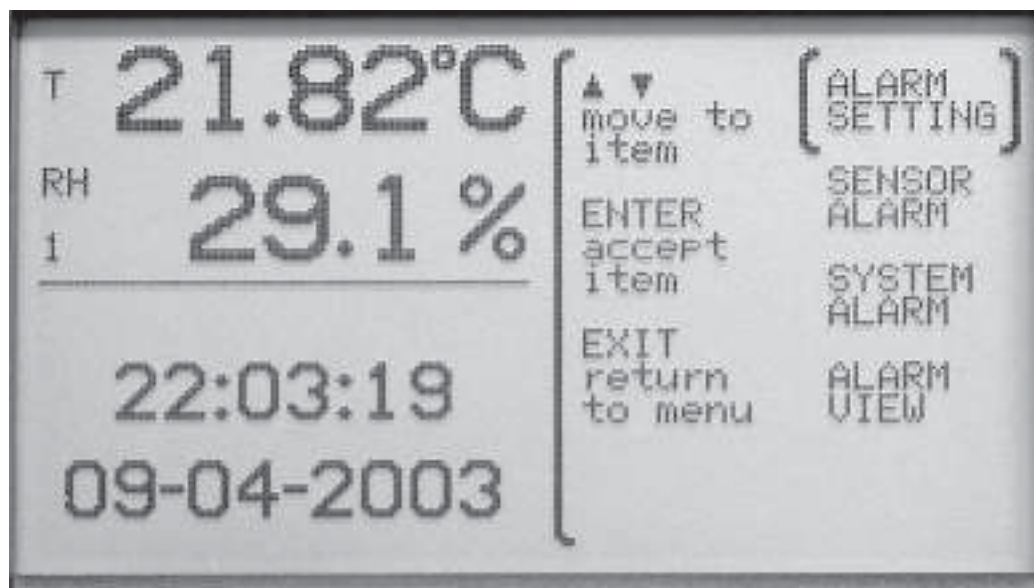 T 21.82°C
RH 29.1 %
1
22:03:19
09-04-2003
▲ ▼
move to
item
ENTER
accept
item
EXIT
return
to menu
ALARM
SETTING
SENSOR
ALARM
SYSTEM
ALARM
ALARM
VIEW